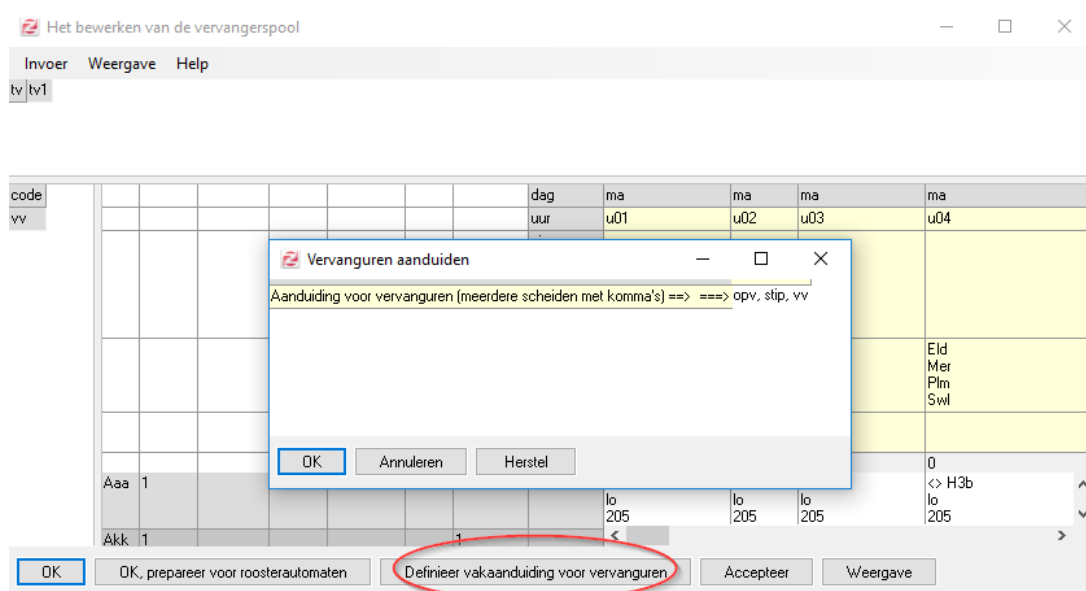 Het bewerken van de vervangerspool
Invoer Weergave Help
tv tv1
code dag ma ma ma ma
vv uur u01 u02 u03 u04
Vervanguren aanduiden
Aanduiding voor vervanguren (meerdere scheiden met komma's) ==> ===> opv, stip, vv
Eld
Mer
Plm
Swl
OK Annuleren Herstel
0
Aaa 1 <> H3b
lo lo lo lo
205 205 205 205
Akk 1 1
OK OK, prepareer voor roosterautomaten Definieer vakaanduiding voor vervanguren Accepteer Weergave